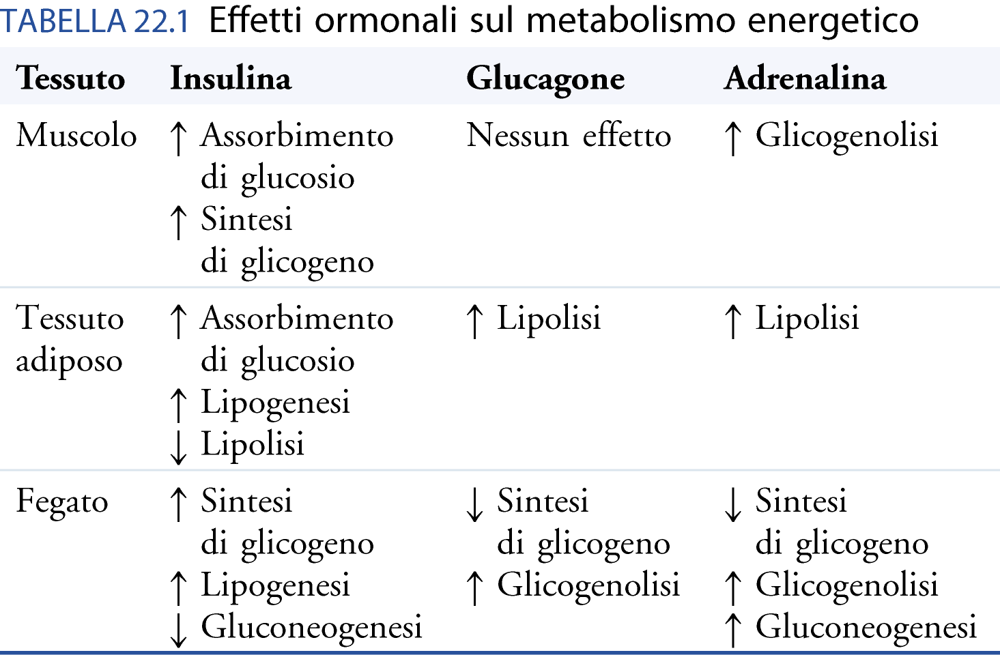 TABELLA 22.1 Effetti ormonali sul metabolismo energetico
Tessuto Insulina Glucagone Adrenalina
Muscolo ↑ Assorbimento Nessun effetto ↑ Glicogenolisi
di glucosio
↑ Sintesi
di glicogeno
Tessuto ↑ Assorbimento ↑ Lipolisi ↑ Lipolisi
adiposo di glucosio
↑ Lipogenesi
↓ Lipolisi
Fegato ↑ Sintesi ↓ Sintesi ↓ Sintesi
di glicogeno di glicogeno di glicogeno
↑ Lipogenesi ↑ Glicogenolisi ↑ Glicogenolisi
↓ Gluconeogenesi ↑ Gluconeogenesi